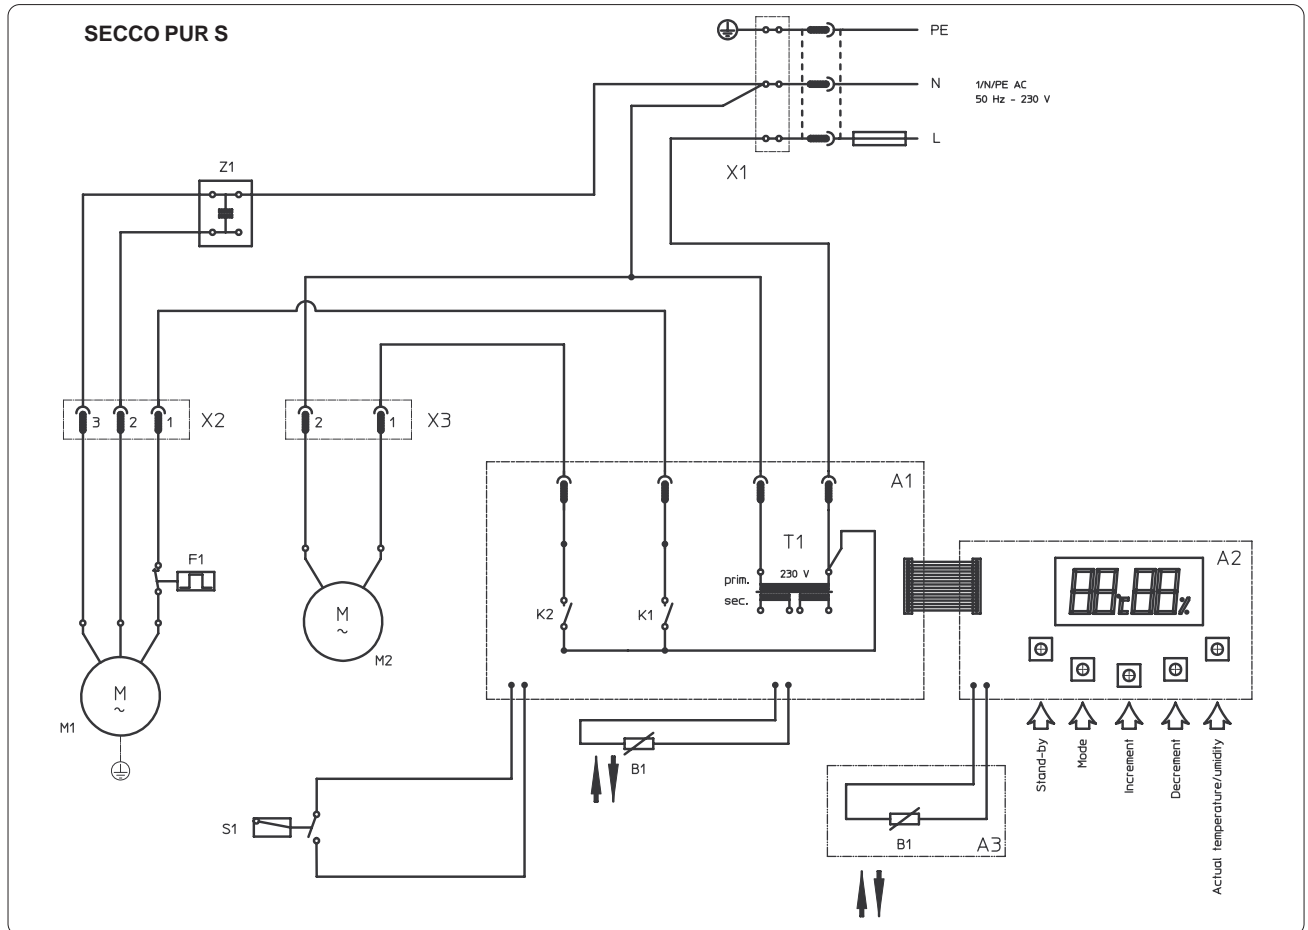 SECCO PUR S
PE
N
1/N/PE AC
50 Hz - 230 V
L
X1
Z1
3
2
1
X2
2
1
X3
A1
F1
T1
prim.
230 V
sec.
K2
K1
A2
88°C88%
M
~
M2
M
~
M1
B1
S1
B1
A3
Stand-by
Mode
Increment
Decrement
Actual temperature/umidity